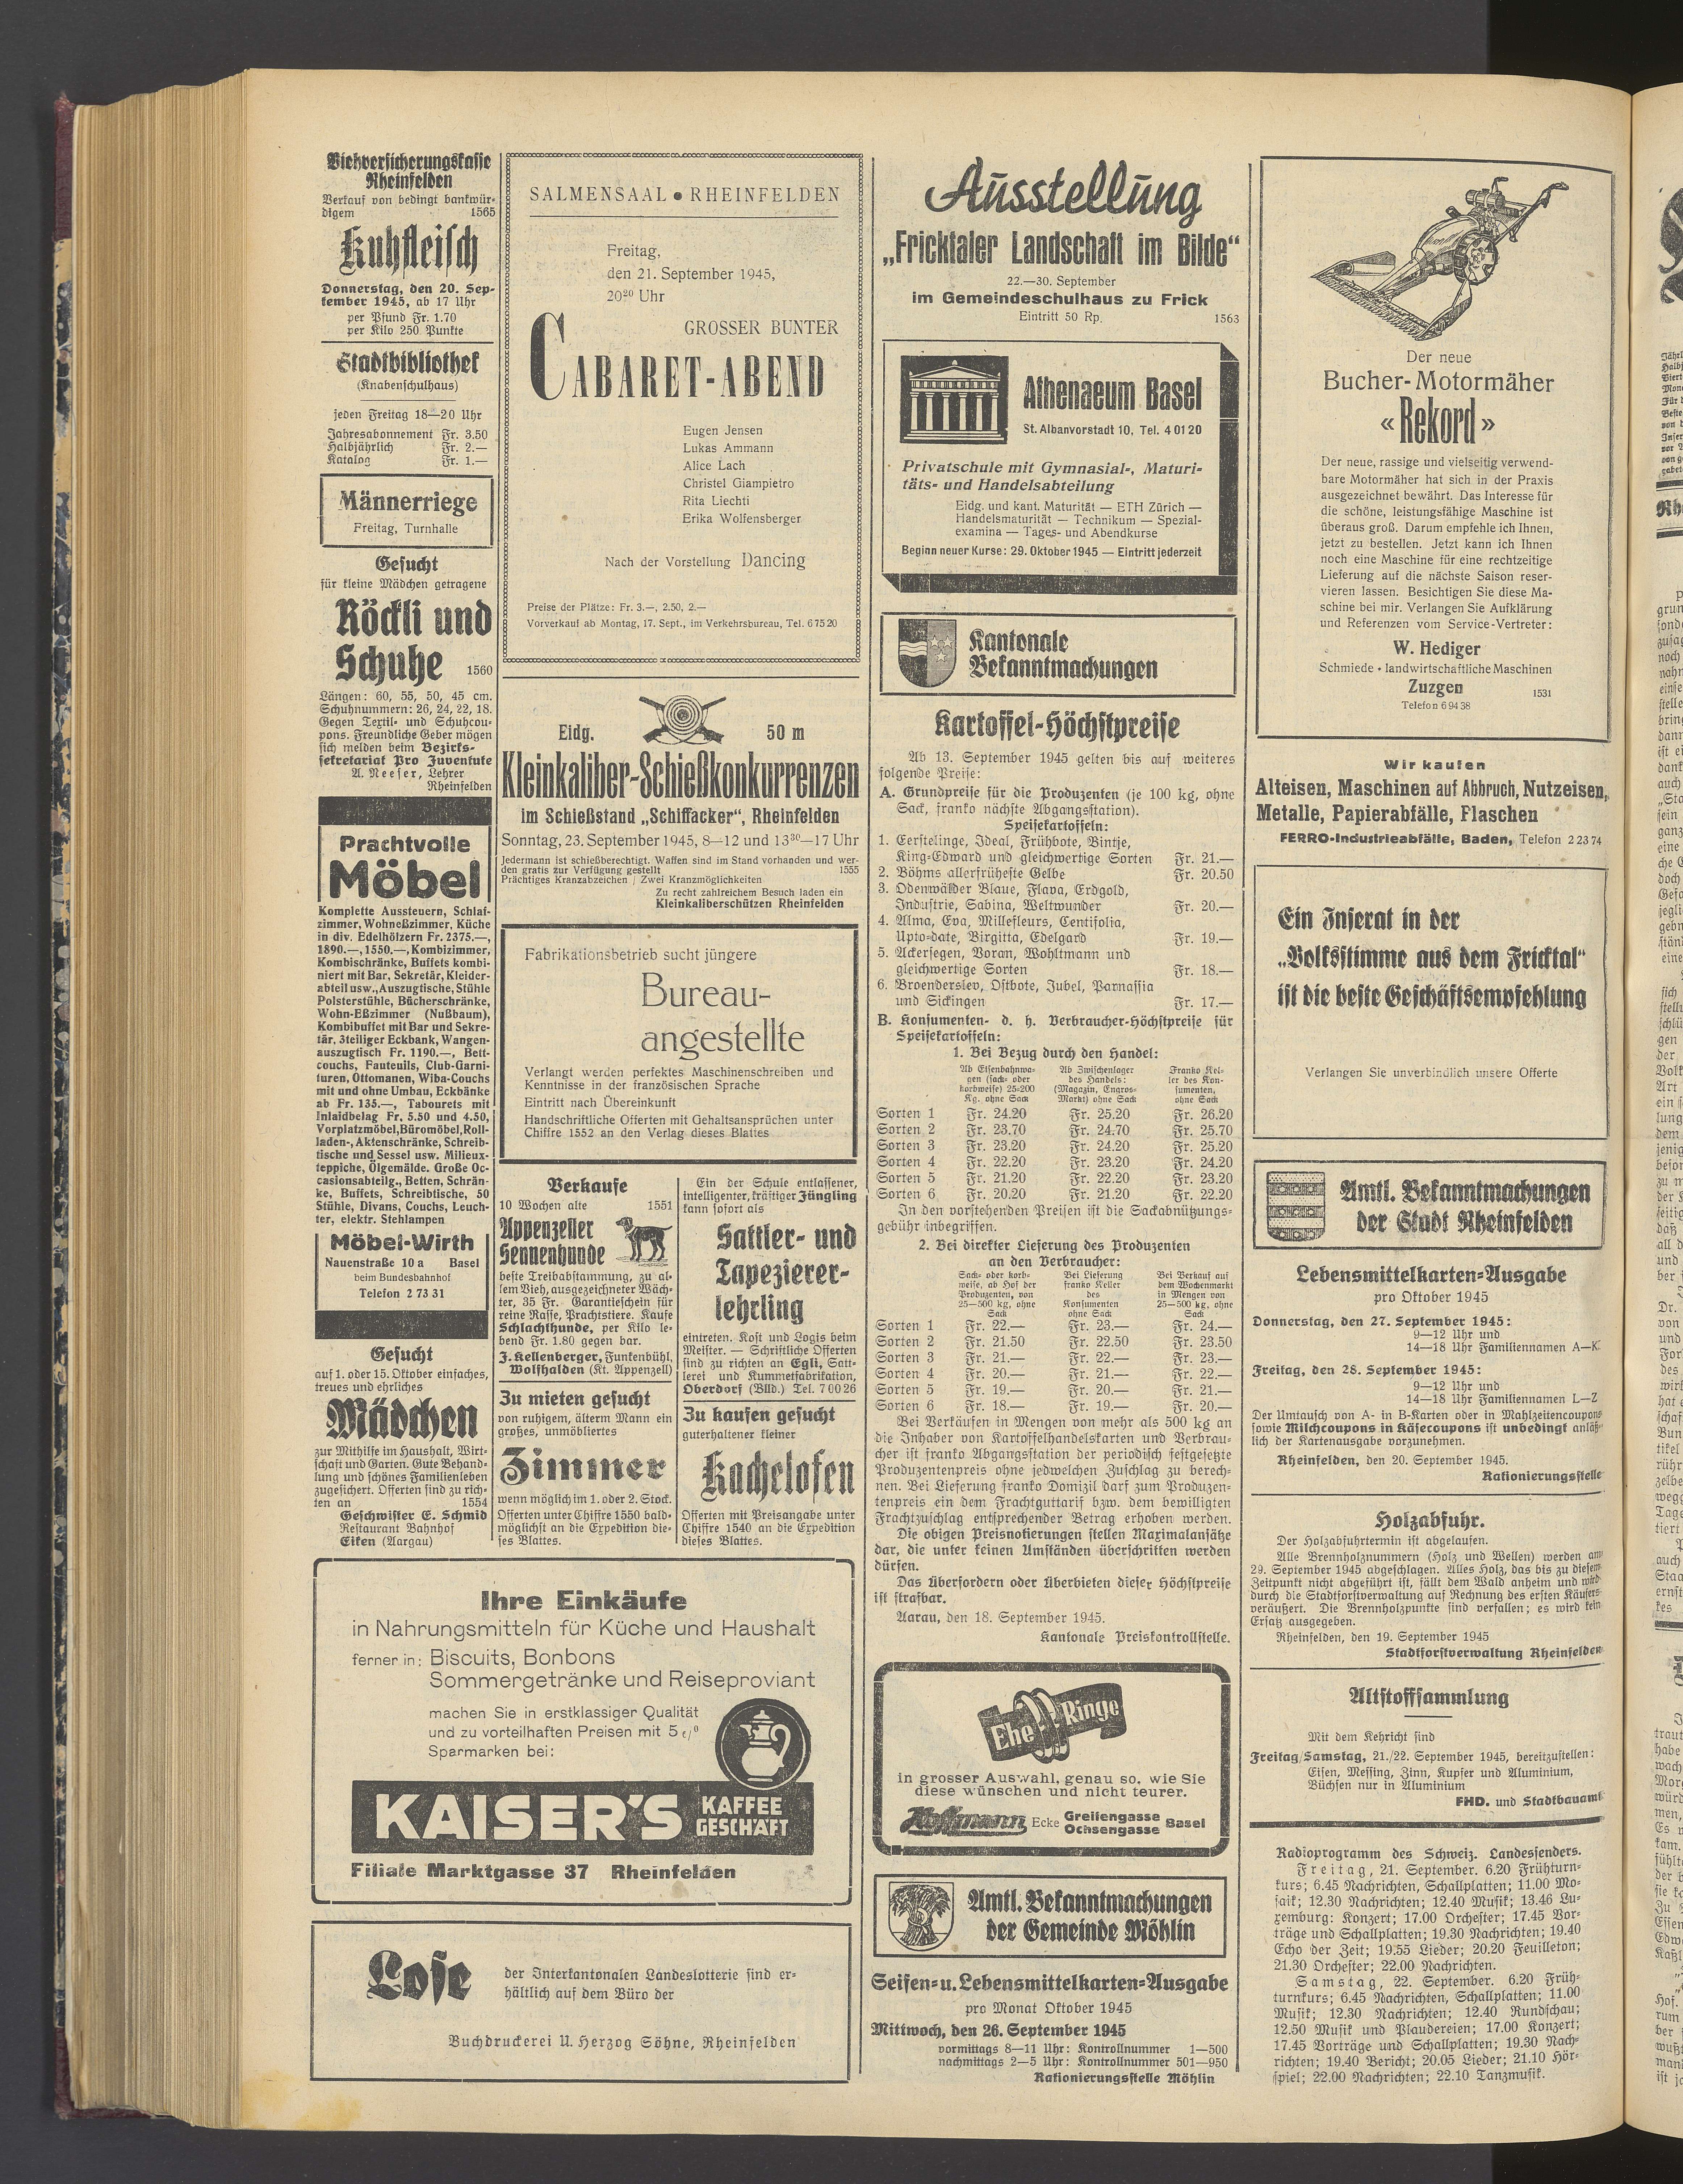 Viehversicherungskasse
Rheinfelden
Verkauf von bedingt bankwür-
digem 1565
Kuhfleisch
Donnerstag, den 20. Sep-
tember 1945, ab 17 Uhr
per Pfund Fr. 1.70
per Kilo 250 Punkte
Stadtbibliothek
(Knabenschulhaus)
jeden Freitag 18—20 Uhr
Jahresabonnement Fr. 3.50
Halbjährlich Fr. 2.—
Katalog Fr. 1.—
Männerriege
Freitag, Turnhalle
Gesucht
für kleine Mädchen getragene
Röckli und
Schuhe 1560
Längen: 60, 55, 50, 45 cm.
Schuhnummern: 26, 24, 22, 18.
Gegen Textil- und Schuhcou-
pons. Freundliche Geber mögen
sich melden beim Bezirks-
sekretariat Pro Juventute
A. Neeser, Lehrer
Rheinfelden
Prachtvolle
Möbel
Komplette Aussteuern, Schlaf-
zimmer, Wohneßzimmer, Küche
in div. Edelhölzern Fr. 2375.—,
1890.—, 1550.—, Kombizimmer,
Kombischränke, Buffets kombi-
niert mit Bar, Sekretär, Kleider-
abteil usw., Auszugtische, Stühle
Polsterstühle, Bücherschränke,
Wohn-Eßzimmer (Nußbaum),
Kombibuffet mit Bar und Sekre-
tär, 3teiliger Eckbank, Wangen-
auszugtisch Fr. 1190.—, Bett-
couchs, Fauteuils, Club-Garni-
turen, Ottomanen, Wiba-Couchs
mit und ohne Umbau, Eckbänke
ab Fr. 135.—, Tabourets mit
Inlaidbelag Fr. 5.50 und 4.50,
Vorplatzmöbel, Büromöbel, Roll-
laden-, Aktenschränke, Schreib-
tische und Sessel usw. Milieux-
teppiche, Ölgemälde. Große Oc-
casionsabteilg., Betten, Schrän-
ke, Buffets, Schreibtische, 50
Stühle, Divans, Couchs, Leuch-
ter, elektr. Stehlampen
Möbel-Wirth
Nauenstraße 10 a Basel
beim Bundesbahnhof
Telefon 2 73 31
Gesucht
auf 1. oder 15. Oktober einfaches,
treues und ehrliches
Mädchen
zur Mithilfe im Haushalt, Wirt-
schaft und Garten. Gute Behand-
lung und schönes Familienleben
zugesichert. Offerten sind zu rich-
ten an 1554
Geschwister E. Schmid
Restaurant Bahnhof
Eiken (Aargau)
SALMENSAAL • RHEINFELDEN
Freitag,
den 21. September 1945,
20²⁰ Uhr
GROSSER BUNTER
CABARET-ABEND
Eugen Jensen
Lukas Ammann
Alice Lach
Christel Giampietro
Rita Liechti
Erika Wolfensberger
Nach der Vorstellung Dancing
Preise der Plätze: Fr. 3.—, 2.50, 2.—
Vorverkauf ab Montag, 17. Sept., im Verkehrsbureau, Tel. 6 75 20
Eidg. 50 m
Kleinkaliber-Schießkonkurrenzen
im Schießstand „Schiffacker“, Rheinfelden
Sonntag, 23. September 1945, 8—12 und 13³⁰—17 Uhr
Jedermann ist schießberechtigt. Waffen sind im Stand vorhanden und wer-
den gratis zur Verfügung gestellt 1555
Prächtiges Kranzabzeichen / Zwei Kranzmöglichkeiten
Zu recht zahlreichem Besuch laden ein
Kleinkaliberschützen Rheinfelden
Fabrikationsbetrieb sucht jüngere
Bureau-
angestellte
Verlangt werden perfektes Maschinenschreiben und
Kenntnisse in der französischen Sprache
Eintritt nach Übereinkunft
Handschriftliche Offerten mit Gehaltsansprüchen unter
Chiffre 1552 an den Verlag dieses Blattes
Verkaufe
10 Wochen alte 1551
Appenzeller
Sennenhunde
beste Treibabstammung, zu al-
lem Vieh, ausgezeichneter Wäch-
ter, 35 Fr. Garantieschein für
reine Rasse, Prachtstiere. Kaufe
Schlachthunde, per Kilo le-
bend Fr. 1.80 gegen bar.
J. Kellenberger, Funkenbühl,
Wolfhalden (Kt. Appenzell)
Zu mieten gesucht
von ruhigem, älterm Mann ein
großes, unmöbliertes
Zimmer
wenn möglich im 1. oder 2. Stock.
Offerten unter Chiffre 1550 bald-
möglichst an die Expedition die-
ses Blattes.
Ein der Schule entlassener,
intelligenter, kräftiger Jüngling
kann sofort als
Sattler- und
Tapezierer-
lehrling
eintreten. Kost und Logis beim
Meister. — Schriftliche Offerten
sind zu richten an Egli, Satt-
lerei und Kummetfabrikation,
Oberdorf (Blld.) Tel. 7 00 26
Zu kaufen gesucht
guterhaltener kleiner
Kachelofen
Offerten mit Preisangabe unter
Chiffre 1540 an die Expedition
dieses Blattes.
Ihre Einkäufe
in Nahrungsmitteln für Küche und Haushalt
ferner in: Biscuits, Bonbons
Sommergetränke und Reiseproviant
machen Sie in erstklassiger Qualität
und zu vorteilhaften Preisen mit 5 %
Sparmarken bei:
KAISER'S KAFFEE
GESCHÄFT
Filiale Marktgasse 37 Rheinfelden
Lose
der Interkantonalen Landeslotterie sind er-
hältlich auf dem Büro der
Buchdruckerei U. Herzog Söhne, Rheinfelden
Ausstellung
„Fricktaler Landschaft im Bilde“
22.—30. September
im Gemeindeschulhaus zu Frick
Eintritt 50 Rp. 1563
Athenaeum Basel
St. Albanvorstadt 10, Tel. 4 01 20
Privatschule mit Gymnasial-, Maturi-
täts- und Handelsabteilung
Eidg. und kant. Maturität — ETH Zürich —
Handelsmaturität — Technikum — Spezial-
examina — Tages- und Abendkurse
Beginn neuer Kurse: 29. Oktober 1945 — Eintritt jederzeit
Kantonale
Bekanntmachungen
Kartoffel-Höchstpreise
Ab 13. September 1945 gelten bis auf weiteres
folgende Preise:
A. Grundpreise für die Produzenten (je 100 kg, ohne
Sack, franko nächste Abgangsstation).
Speisekartoffeln:
1. Eerstelinge, Ideal, Frühbote, Bintje,
King-Edward und gleichwertige Sorten Fr. 21.—
2. Böhms allerfrüheste Gelbe Fr. 20.50
3. Odenwälder Blaue, Flava, Erdgold,
Industrie, Sabina, Weltwunder Fr. 20.—
4. Alma, Eva, Millefleurs, Centifolia,
Up-to-date, Birgitta, Edelgard Fr. 19.—
5. Ackersegen, Voran, Wohltmann und
gleichwertige Sorten Fr. 18.—
6. Broenderslev, Ostbote, Jubel, Parnassia
und Sickingen Fr. 17.—
B. Konsumenten- d. h. Verbraucher-Höchstpreise für
Speisekartoffeln:
1. Bei Bezug durch den Handel:
Ab Eisenbahnwa- Ab Zwischenlager Franko Kel-
gen (sack- oder des Handels: ler des Kon-
korbweise) 25-200 (Magazin, Engros- sumenten,
Kg. ohne Sack Markt) ohne Sack ohne Sack
Sorten 1 Fr. 24.20 Fr. 25.20 Fr. 26.20
Sorten 2 Fr. 23.70 Fr. 24.70 Fr. 25.70
Sorten 3 Fr. 23.20 Fr. 24.20 Fr. 25.20
Sorten 4 Fr. 22.20 Fr. 23.20 Fr. 24.20
Sorten 5 Fr. 21.20 Fr. 22.20 Fr. 23.20
Sorten 6 Fr. 20.20 Fr. 21.20 Fr. 22.20
In den vorstehenden Preisen ist die Sackabnützungs-
gebühr inbegriffen.
2. Bei direkter Lieferung des Produzenten
an den Verbraucher:
Sack- oder korb- Bei Lieferung Bei Verkauf auf
weise, ab Hof der franko Keller dem Wochenmarkt
Produzenten, von des in Mengen von
25—500 kg, ohne Konsumenten 25—500 kg, ohne
Sack ohne Sack Sack
Sorten 1 Fr. 22.— Fr. 23.— Fr. 24.—
Sorten 2 Fr. 21.50 Fr. 22.50 Fr. 23.50
Sorten 3 Fr. 21.— Fr. 22.— Fr. 23.—
Sorten 4 Fr. 20.— Fr. 21.— Fr. 22.—
Sorten 5 Fr. 19.— Fr. 20.— Fr. 21.—
Sorten 6 Fr. 18.— Fr. 19.— Fr. 20.—
Bei Verkäufen in Mengen von mehr als 500 kg an
die Inhaber von Kartoffelhandelskarten und Verbrau-
cher ist franko Abgangsstation der periodisch festgesetzte
Produzentenpreis ohne jedwelchen Zuschlag zu berech-
nen. Bei Lieferung franko Domizil darf zum Produzen-
tenpreis ein dem Frachtguttarif bzw. dem bewilligten
Frachtzuschlag entsprechender Betrag erhoben werden.
Die obigen Preisnotierungen stellen Maximalansätze
dar, die unter keinen Umständen überschritten werden
dürfen.
Das Überfordern oder Überbieten dieser Höchstpreise
ist strafbar.
Aarau, den 18. September 1945.
Kantonale Preiskontrollstelle.
Ehe Ringe
in grosser Auswahl, genau so, wie Sie
diese wünschen und nicht teurer.
Hoffmann Ecke Greifengasse
Ochsengasse Basel
Amtl. Bekanntmachungen
der Gemeinde Möhlin
Seifen- u. Lebensmittelkarten-Ausgabe
pro Monat Oktober 1945
Mittwoch, den 26. September 1945
vormittags 8—11 Uhr: Kontrollnummer 1—500
nachmittags 2—5 Uhr: Kontrollnummer 501—950
Rationierungsstelle Möhlin
Der neue
Bucher-Motormäher
«Rekord»
Der neue, rassige und vielseitig verwend-
bare Motormäher hat sich in der Praxis
ausgezeichnet bewährt. Das Interesse für
die schöne, leistungsfähige Maschine ist
überaus groß. Darum empfehle ich Ihnen,
jetzt zu bestellen. Jetzt kann ich Ihnen
noch eine Maschine für eine rechtzeitige
Lieferung auf die nächste Saison reser-
vieren lassen. Besichtigen Sie diese Ma-
schine bei mir. Verlangen Sie Aufklärung
und Referenzen vom Service-Vertreter:
W. Hediger
Schmiede • landwirtschaftliche Maschinen
Zuzgen 1531
Telefon 6 94 38
Wir kaufen
Alteisen, Maschinen auf Abbruch, Nutzeisen,
Metalle, Papierabfälle, Flaschen
FERRO-Industrieabfälle, Baden, Telefon 2 23 74
Ein Inserat in der
„Volksstimme aus dem Fricktal“
ist die beste Geschäftsempfehlung
Verlangen Sie unverbindlich unsere Offerte
Amtl. Bekanntmachungen
der Stadt Rheinfelden
Lebensmittelkarten-Ausgabe
pro Oktober 1945
Donnerstag, den 27. September 1945:
9—12 Uhr und
14—18 Uhr Familiennamen A—K
Freitag, den 28. September 1945:
9—12 Uhr und
14—18 Uhr Familiennamen L—Z
Der Umtausch von A- in B-Karten oder in Mahlzeitencoupons
sowie Milchcoupons in Käsecoupons ist unbedingt anläß-
lich der Kartenausgabe vorzunehmen.
Rheinfelden, den 20. September 1945.
Rationierungsstelle
Holzabfuhr.
Der Holzabfuhrtermin ist abgelaufen.
Alle Brennholznummern (Holz und Wellen) werden am
29. September 1945 abgeschlagen. Alles Holz, das bis zu diesem
Zeitpunkt nicht abgeführt ist, fällt dem Wald anheim und wird
durch die Stadtforstverwaltung auf Rechnung des ersten Käufers
veräußert. Die Brennholzpunkte sind verfallen; es wird kein
Ersatz ausgegeben.
Rheinfelden, den 19. September 1945
Stadtforstverwaltung Rheinfelden
Altstoffsammlung
Mit dem Kehricht sind
Freitag/Samstag, 21./22. September 1945, bereitzustellen:
Eisen, Messing, Zinn, Kupfer und Aluminium,
Büchsen nur in Aluminium
FHD. und Stadtbauamt
Radioprogramm des Schweiz. Landessenders.
Freitag, 21. September. 6.20 Frühturn-
kurs; 6.45 Nachrichten, Schallplatten; 11.00 Mo-
saik; 12.30 Nachrichten; 12.40 Musik; 13.46 Lu-
xemburg: Konzert; 17.00 Orchester; 17.45 Vor-
träge und Schallplatten; 19.30 Nachrichten; 19.40
Echo der Zeit; 19.55 Lieder; 20.20 Feuilleton;
21.30 Orchester; 22.00 Nachrichten.
Samstag, 22. September. 6.20 Früh-
turnkurs; 6.45 Nachrichten, Schallplatten; 11.00
Musik; 12.30 Nachrichten; 12.40 Rundschau;
12.50 Musik und Plaudereien; 17.00 Konzert;
17.45 Vorträge und Schallplatten; 19.30 Nach-
richten; 19.40 Bericht; 20.05 Lieder; 21.10 Hör-
spiel; 22.00 Nachrichten; 22.10 Tanzmusik.